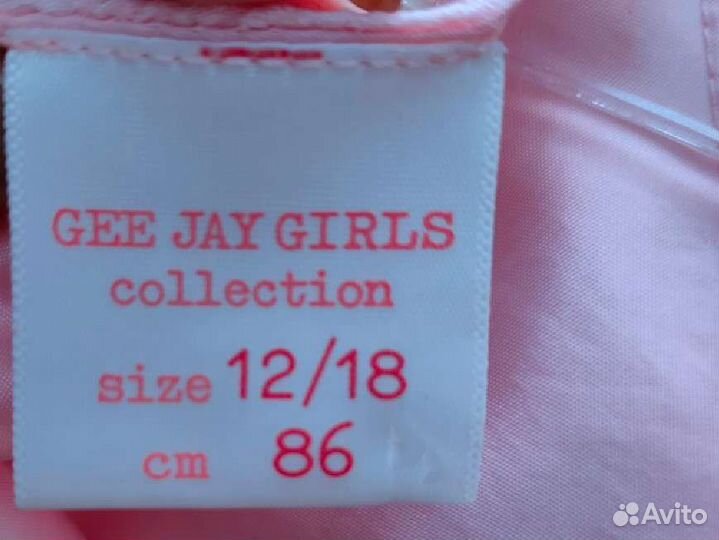 GEE JAY GIRLS
collection
size 12/18
cm 86
Avito